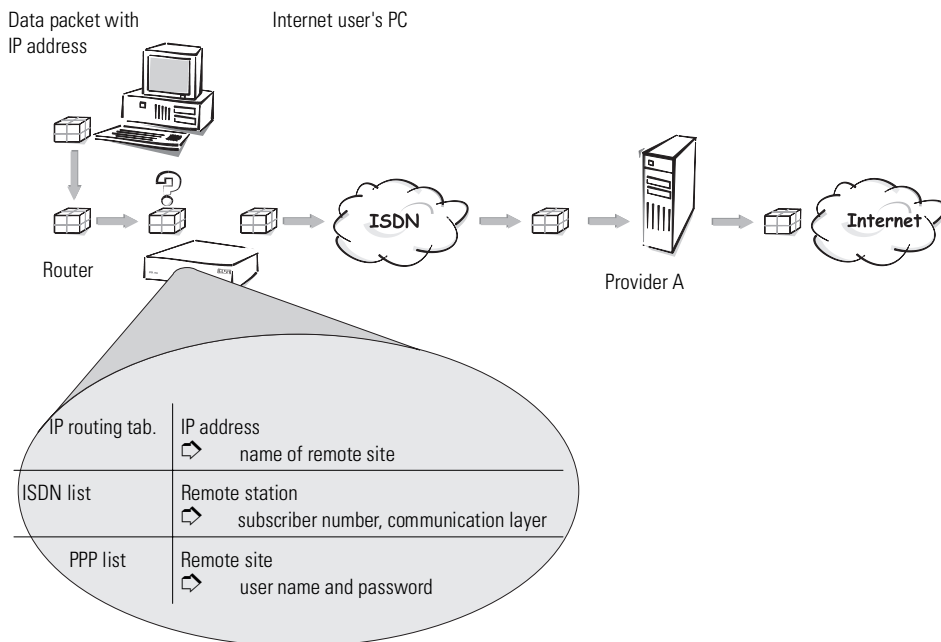 Data packet with
IP address
Internet user's PC
ISDN
Internet
Router
Provider A
IP routing tab.
IP address
name of remote site
ISDN list
Remote station
subscriber number, communication layer
PPP list
Remote site
user name and password